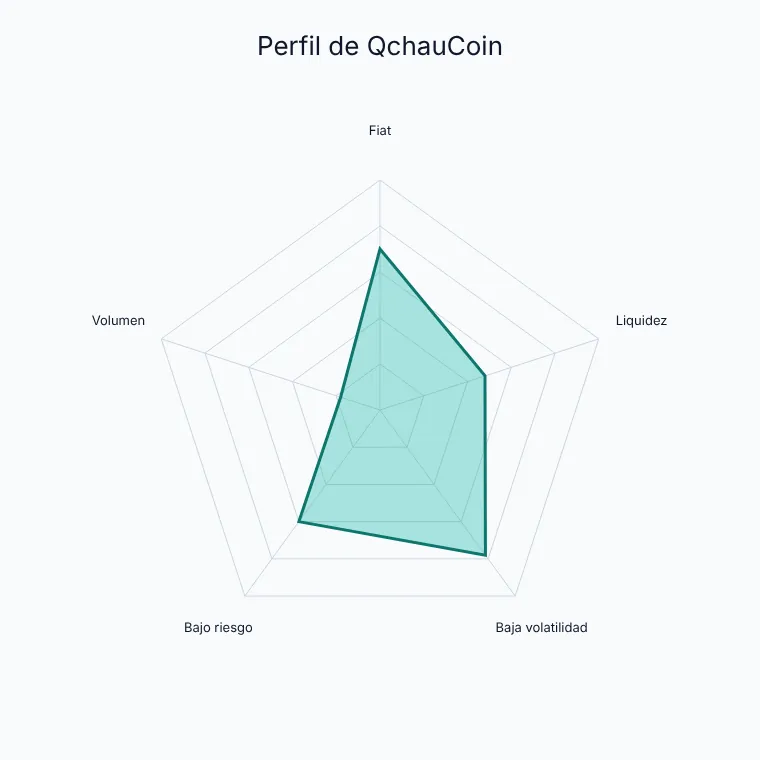 Perfil de QchauCoin
Fiat
Volumen
Liquidez
Bajo riesgo
Baja volatilidad